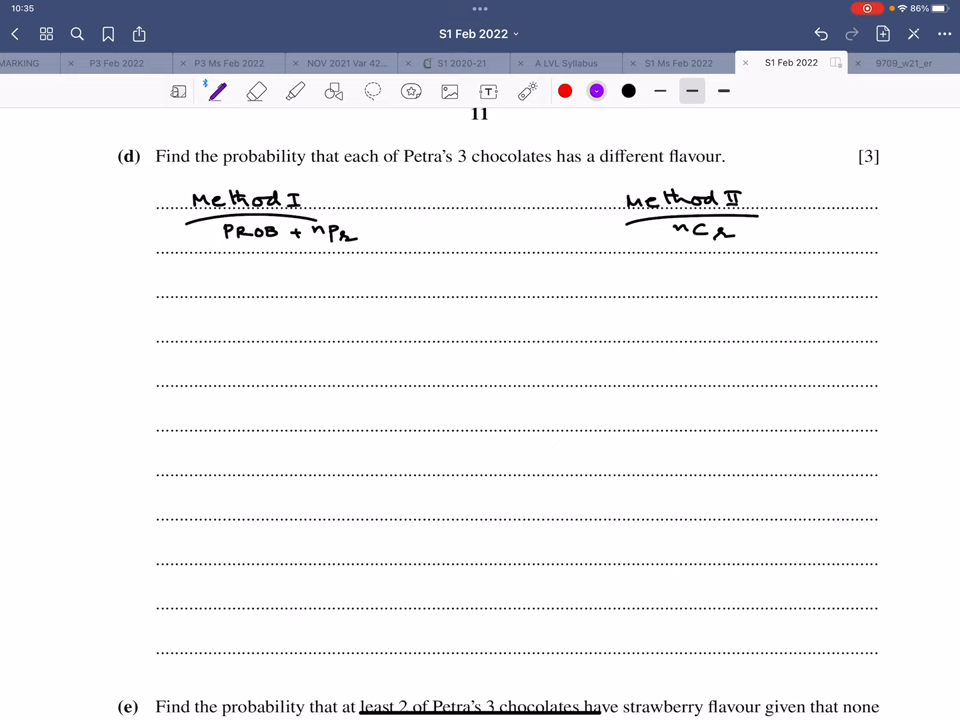 10:35
86%
S1 Feb 2022
MARKING
P3 Feb 2022
P3 Ms Feb 2022
NOV 2021 Var 42...
S1 2020-21
A LVL Syllabus
S1 Ms Feb 2022
S1 Feb 2022
9709_w21_er
11
(d) Find the probability that each of Petra's 3 chocolates has a different flavour. [3]
Method I
Method II
PROB + nPr
nCr
(e) Find the probability that at least 2 of Petra's 3 chocolates have strawberry flavour given that none